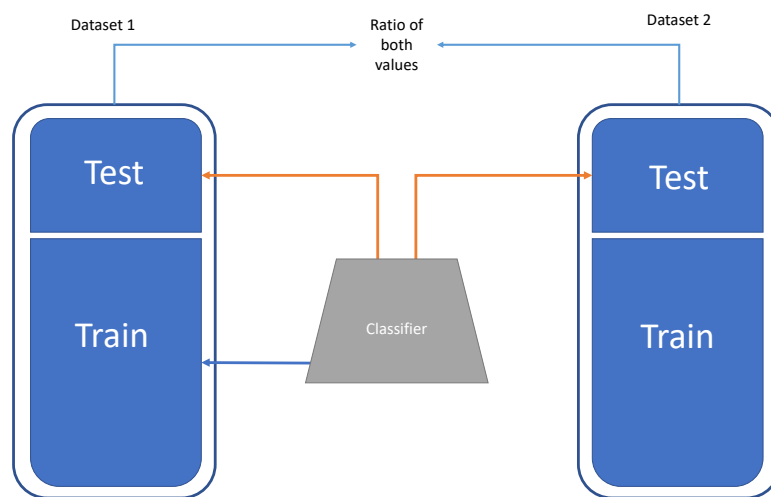 Dataset 1
Ratio of
both
values
Dataset 2
Test
Test
Classifier
Train
Train